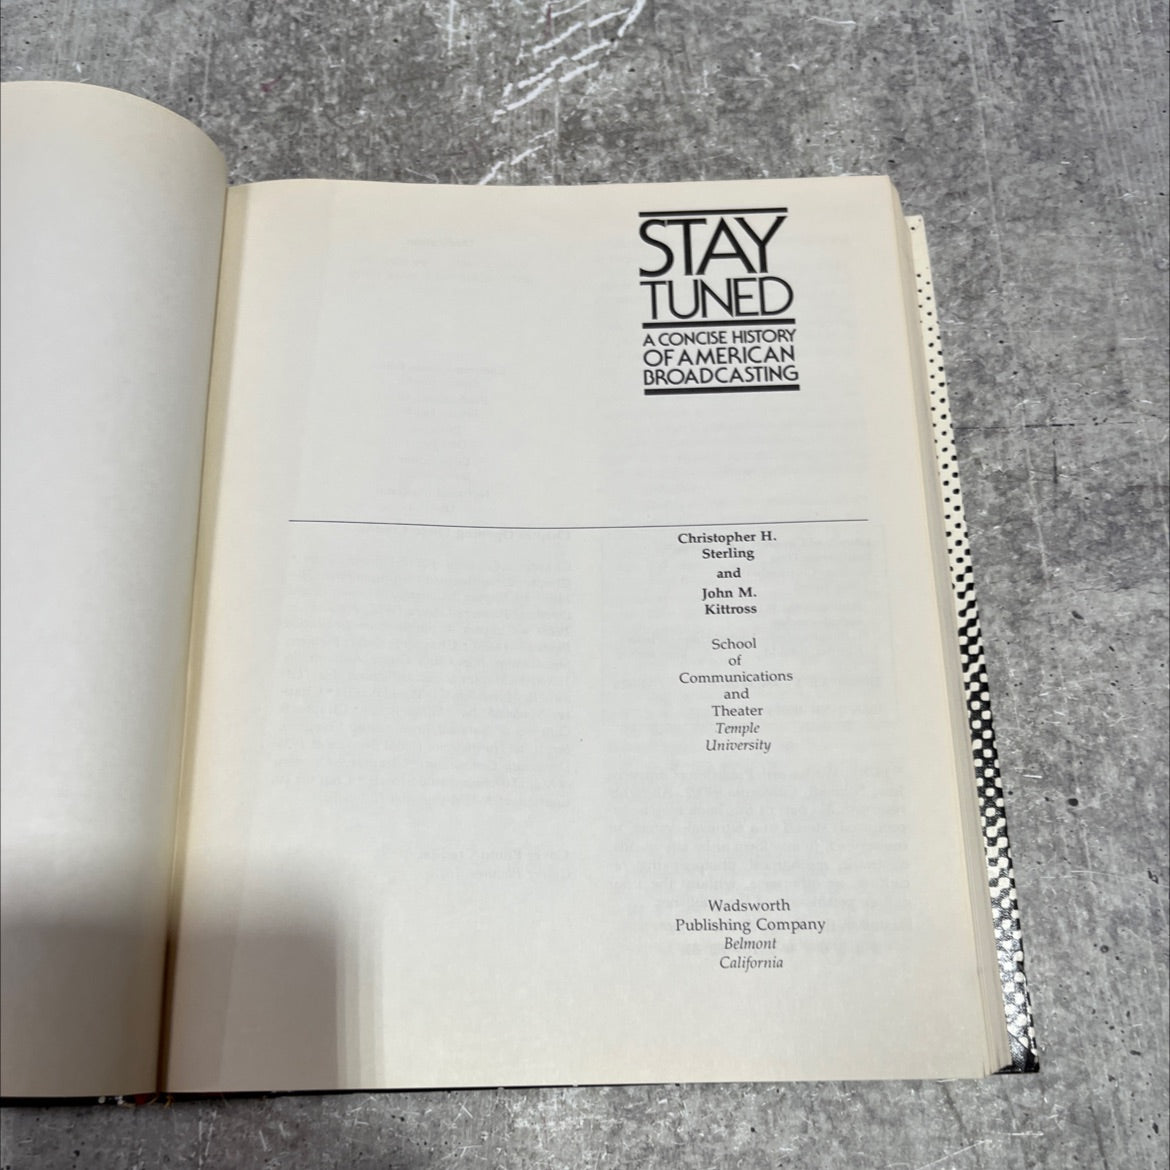 STAY
TUNED
A CONCISE HISTORY
OF AMERICAN
BROADCASTING
Christopher H.
Sterling
and
John M.
Kittross
School
of
Communications
and
Theater
Temple
University
Wadsworth
Publishing Company
Belmont
California